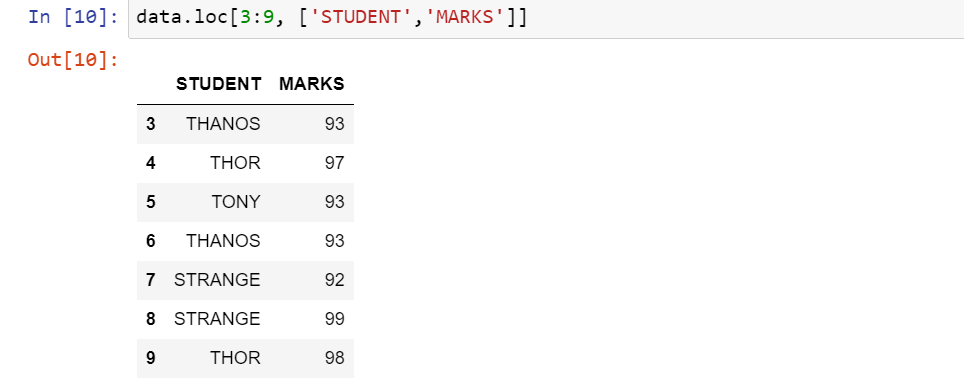 In [10]: data.loc[3:9, ['STUDENT','MARKS']]
Out[10]:
STUDENT MARKS
3 THANOS 93
4 THOR 97
5 TONY 93
6 THANOS 93
7 STRANGE 92
8 STRANGE 99
9 THOR 98